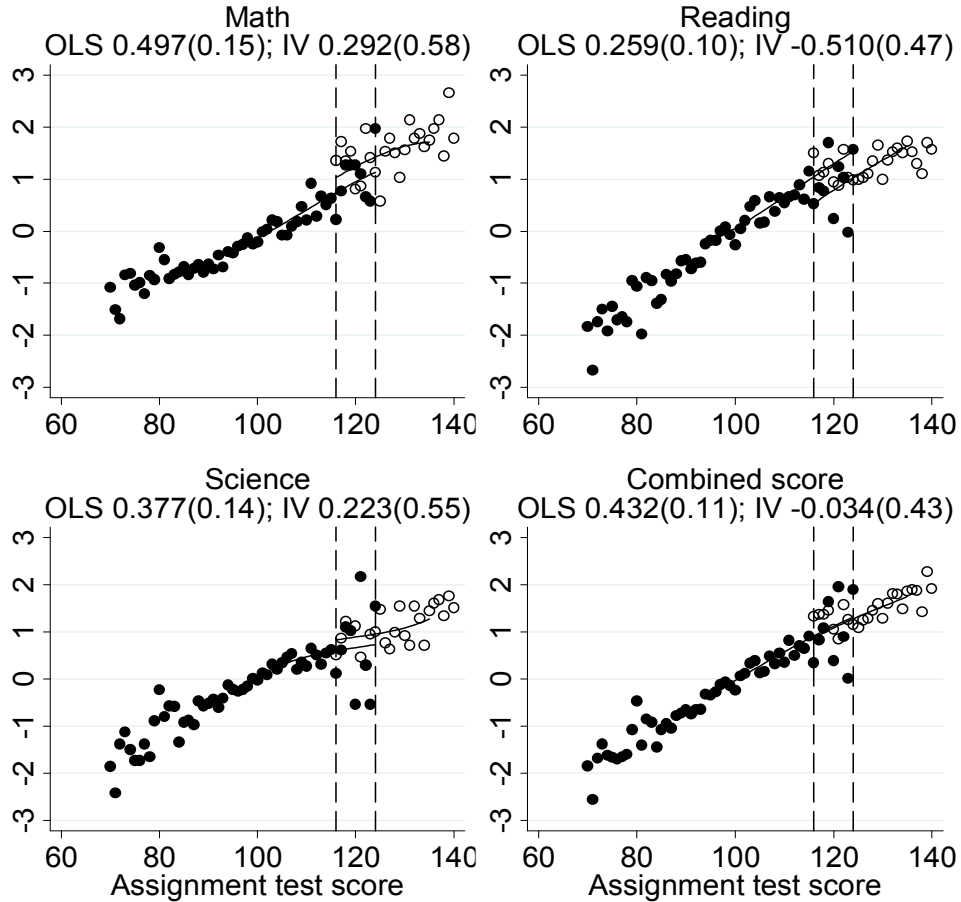 Math
OLS 0.497(0.15); IV 0.292(0.58)
3
2
1
0
-1
-2
-3
60 80 100 120 140
Reading
OLS 0.259(0.10); IV -0.510(0.47)
3
2
1
0
-1
-2
-3
60 80 100 120 140
Science
OLS 0.377(0.14); IV 0.223(0.55)
3
2
1
0
-1
-2
-3
60 80 100 120 140
Assignment test score
Combined score
OLS 0.432(0.11); IV -0.034(0.43)
3
2
1
0
-1
-2
-3
60 80 100 120 140
Assignment test score